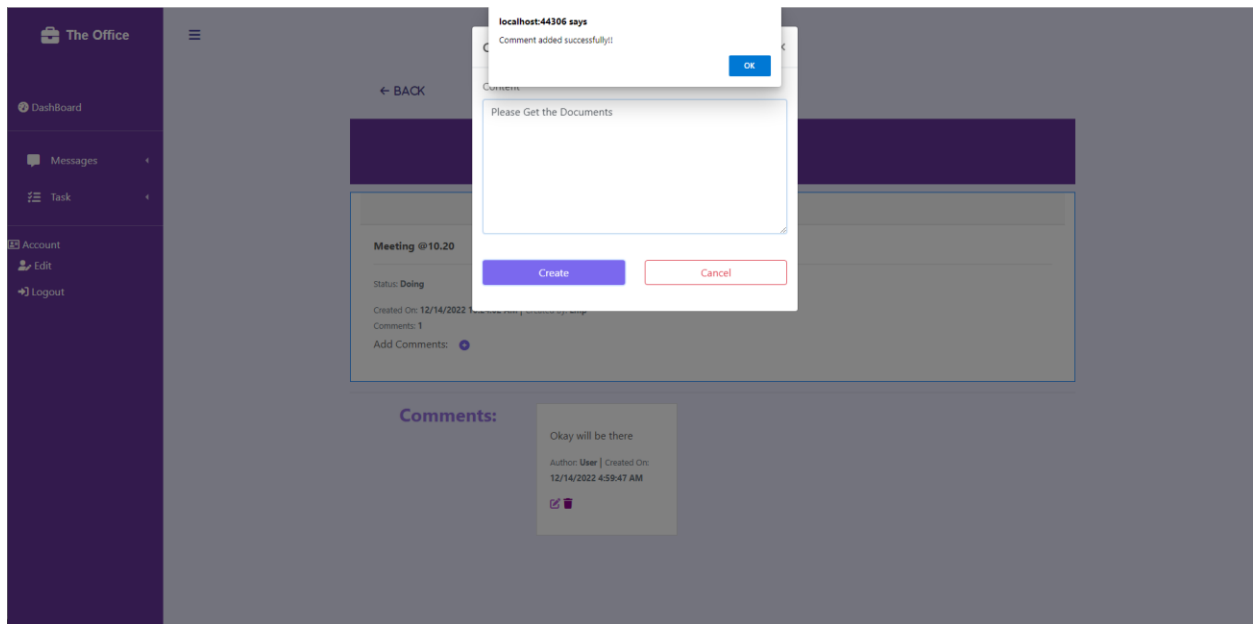 The Office
DashBoard
Messages
Task
Account
Edit
Logout
localhost:44306 says
Comment added successfully!!
OK
← BACK
Content
Please Get the Documents
Create
Cancel
Meeting @10.20
Status: Doing
Created On: 12/14/2022
Comments: 1
Add Comments:
Comments:
Okay will be there
Author: User | Created On:
12/14/2022 4:59:47 AM